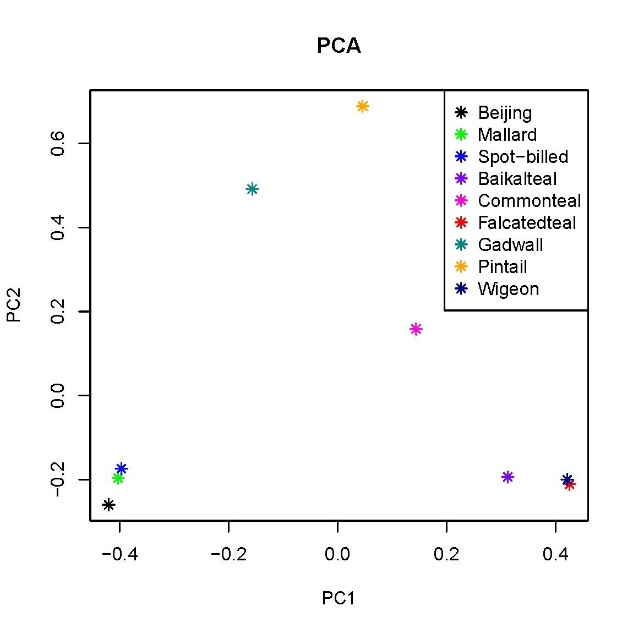 PCA
Beijing
Mallard
Spot−billed
Baikalteal
Commonteal
Falcatedteal
Gadwall
Pintail
Wigeon
PC2
0.6
0.4
0.2
0.0
−0.2
−0.4
−0.2
0.0
0.2
0.4
PC1